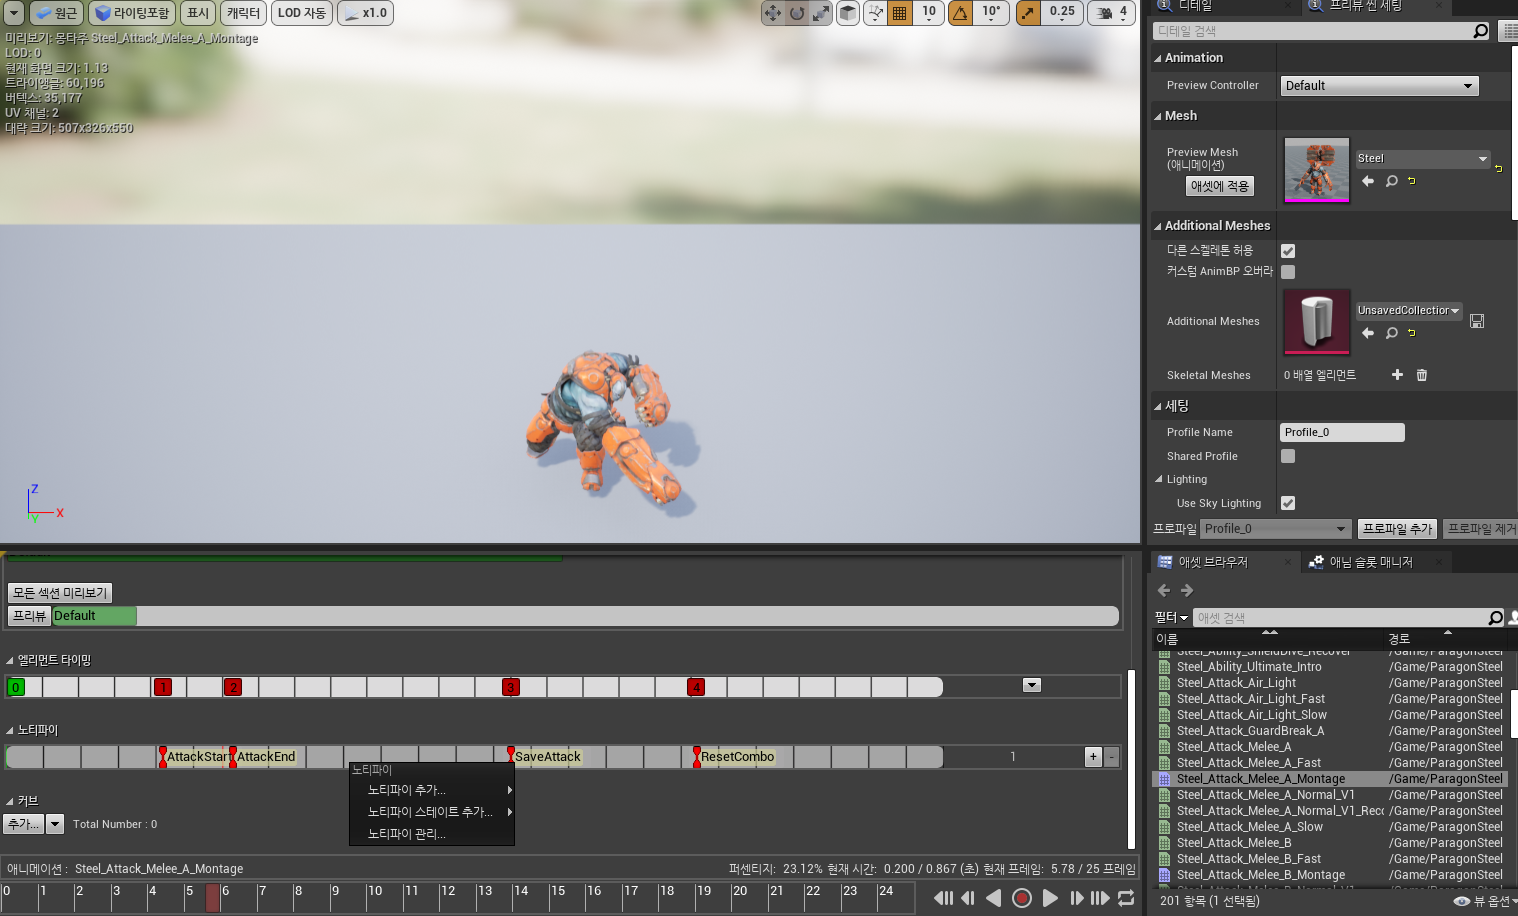 원근
라이팅포함
표시
캐릭터
LOD 자동
x1.0
10
10°
0.25
4
미리보기: 몽타주 Steel_Attack_Melee_A_Montage
LOD: 0
현재 화면 크기: 1.13
트라이앵글: 60,196
버텍스: 35,177
UV 채널: 2
대략 크기: 507x326x550
Z
X
Y
디테일
프리뷰 씬 세팅
디테일 검색
Animation
Preview Controller
Default
Mesh
Preview Mesh
(애니메이션)
애셋에 적용
Steel
Additional Meshes
다른 스켈레톤 허용
커스텀 AnimBP 오버라
Additional Meshes
UnsavedCollection
Skeletal Meshes
0 배열 엘리먼트
세팅
Profile Name
Profile_0
Shared Profile
Lighting
Use Sky Lighting
프로파일
Profile_0
프로파일 추가
프로파일 제거
모든 섹션 미리보기
프리뷰
Default
엘리먼트 타이밍
0
1
2
3
4
노티파이
AttackStart
AttackEnd
SaveAttack
ResetCombo
1
+
-
노티파이
노티파이 추가...
노티파이 스테이트 추가...
노티파이 관리...
커브
추가...
Total Number : 0
애니메이션 : Steel_Attack_Melee_A_Montage
퍼센티지: 23.12% 현재 시간: 0.200 / 0.867 (초) 현재 프레임: 5.78 / 25 프레임
0 1 2 3 4 5 6 7 8 9 10 11 12 13 14 15 16 17 18 19 20 21 22 23 24
애셋 브라우저
애님 슬롯 매니저
필터
애셋 검색
이름
경로
Steel_Ability_ShieldDive_Recover /Game/ParagonSteel
Steel_Ability_Ultimate_Intro /Game/ParagonSteel
Steel_Attack_Air_Light /Game/ParagonSteel
Steel_Attack_Air_Light_Fast /Game/ParagonSteel
Steel_Attack_Air_Light_Slow /Game/ParagonSteel
Steel_Attack_GuardBreak_A /Game/ParagonSteel
Steel_Attack_Melee_A /Game/ParagonSteel
Steel_Attack_Melee_A_Fast /Game/ParagonSteel
Steel_Attack_Melee_A_Montage /Game/ParagonSteel
Steel_Attack_Melee_A_Normal_V1 /Game/ParagonSteel
Steel_Attack_Melee_A_Normal_V1_Reco /Game/ParagonSteel
Steel_Attack_Melee_A_Slow /Game/ParagonSteel
Steel_Attack_Melee_B /Game/ParagonSteel
Steel_Attack_Melee_B_Fast /Game/ParagonSteel
Steel_Attack_Melee_B_Montage /Game/ParagonSteel
201 항목 (1 선택됨)
뷰 옵션